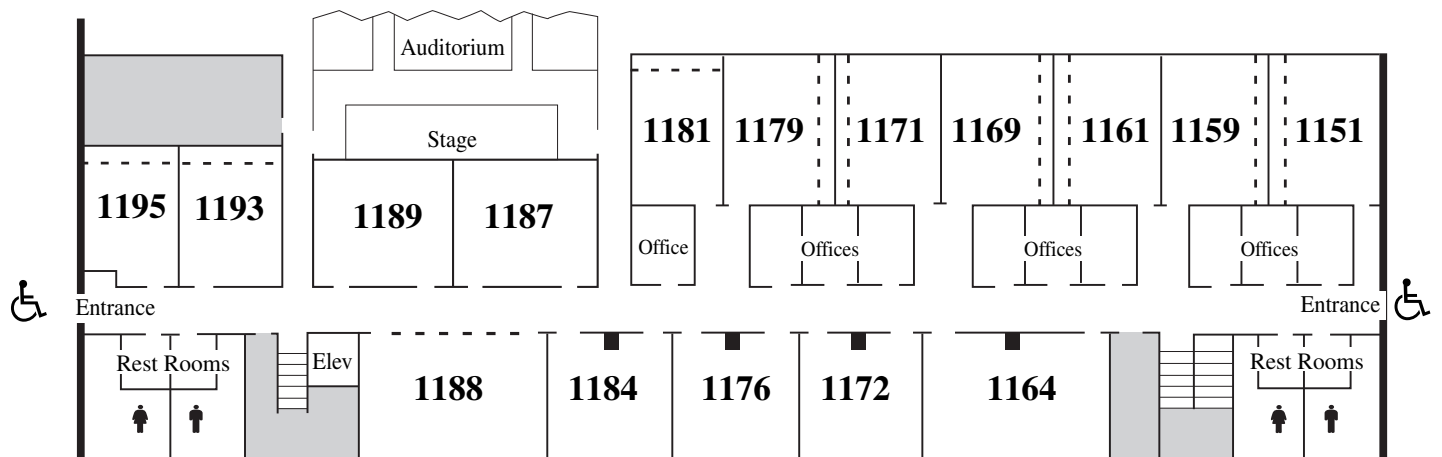 Auditorium
Stage
1181 1179 1171 1169 1161 1159 1151
1195 1193 1189 1187
Office Offices Offices Offices
Entrance Entrance
Rest Rooms Elev Rest Rooms
1188 1184 1176 1172 1164